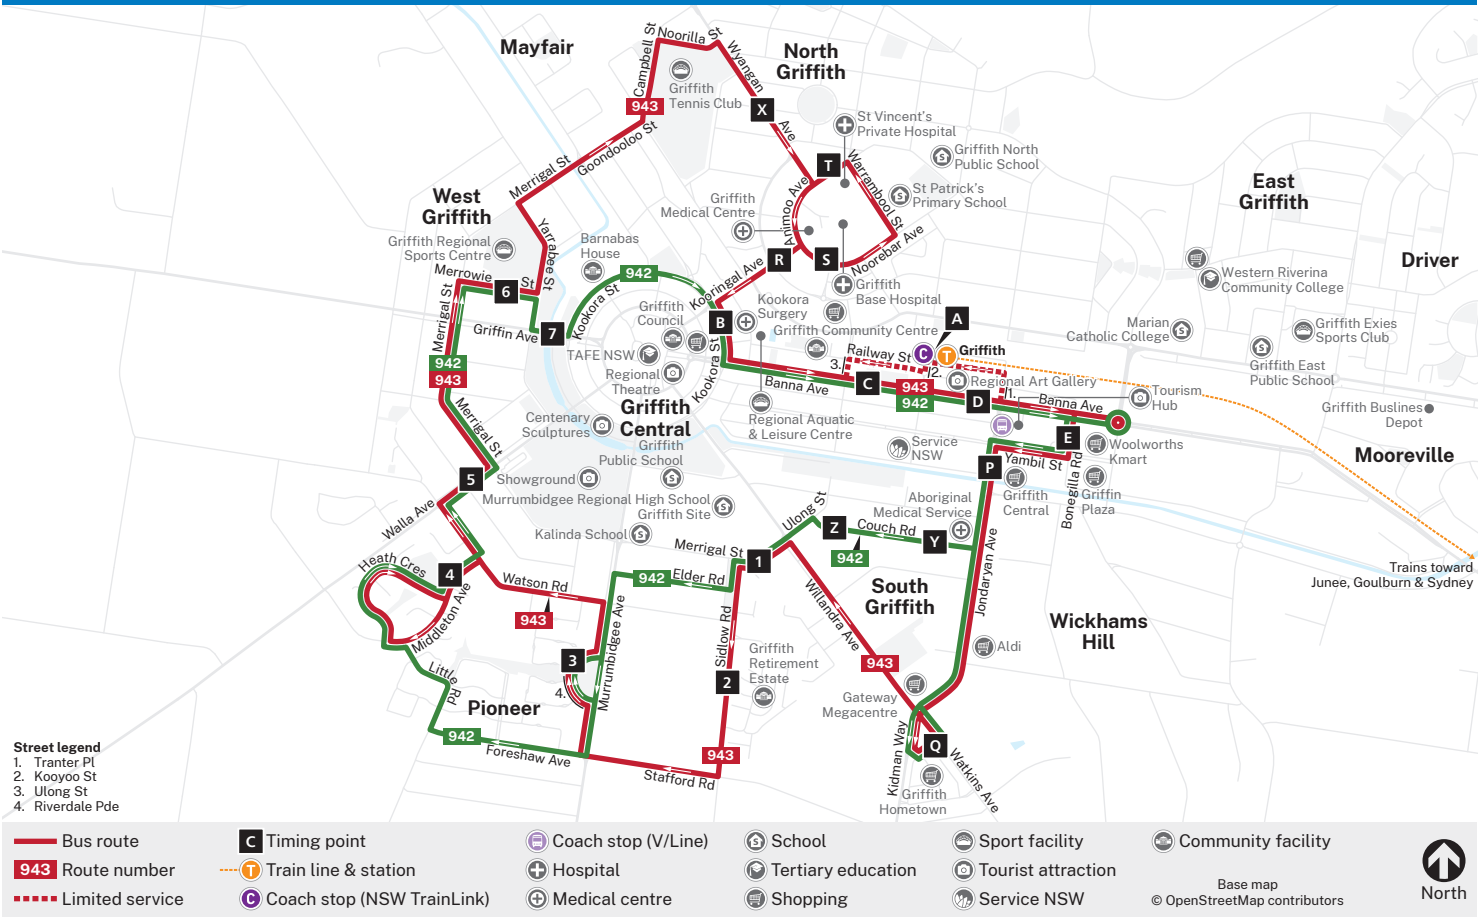 Mayfair
North
Griffith
West
Griffith
East
Griffith
Driver
Mooreville
Griffith
Central
South
Griffith
Wickhams
Hill
Pioneer
Campbell St
Noorilla St
Wyangan
Ave
943
Griffith
Tennis Club
X
St Vincent's
Private Hospital
Griffith North
Public School
St Patrick's
Primary School
T
Warrambool St
Merrigal St
Goondooloo St
Griffith
Medical Centre
Animoo Ave
R
S
Noorebar Ave
Kooringal Ave
Griffith
Base Hospital
Griffith Regional
Sports Centre
Yarrabee St
Barnabas
House
942
Merrowie St
6
Merrigal St
Griffin Ave
7
Kookora St
Griffith
Council
B
Kookora
Surgery
Griffith Community Centre
A
TAFE NSW
Regional
Theatre
Kookora St
3.
Railway St
C
T
Griffith
2.
Regional Art Gallery
1.
Banna Ave
C
943
942
D
Banna Ave
Tourism
Hub
Western Riverina
Community College
Marian
Catholic College
Griffith Exies
Sports Club
Griffith East
Public School
Griffith Buslines
Depot
942
943
Merrigal St
Centenary
Sculptures
Regional Aquatic
& Leisure Centre
Griffith
Public School
Service
NSW
E
Woolworths
Kmart
P
Yambil St
Griffith
Central
Bonegilla Rd
Griffin
Plaza
5
Showground
Murrumbidgee Regional High School
Griffith Site
Kalinda School
Walla Ave
Ulong St
Z
Couch Rd
942
Y
Aboriginal
Medical Service
Merrigal St
1
Heath Cres
4
Middleton Ave
Watson Rd
943
942
Elder Rd
Murrumbidgee Ave
Sidlow Rd
Willandra Ave
Jondaryan Ave
Trains toward
Junee, Goulburn & Sydney
3
4.
Griffith
Retirement
Estate
2
943
Aldi
Gateway
Megacentre
Little Rd
942
Foreshaw Ave
943
Stafford Rd
Kidman Way
Q
Watkins Ave
Griffith
Hometown
Street legend
1. Tranter Pl
2. Kooyoo St
3. Ulong St
4. Riverdale Pde
Bus route
943 Route number
Limited service
C Timing point
T Train line & station
C Coach stop (NSW TrainLink)
Coach stop (V/Line)
Hospital
Medical centre
School
Tertiary education
Shopping
Sport facility
Tourist attraction
Service NSW
Community facility
Base map
© OpenStreetMap contributors
North